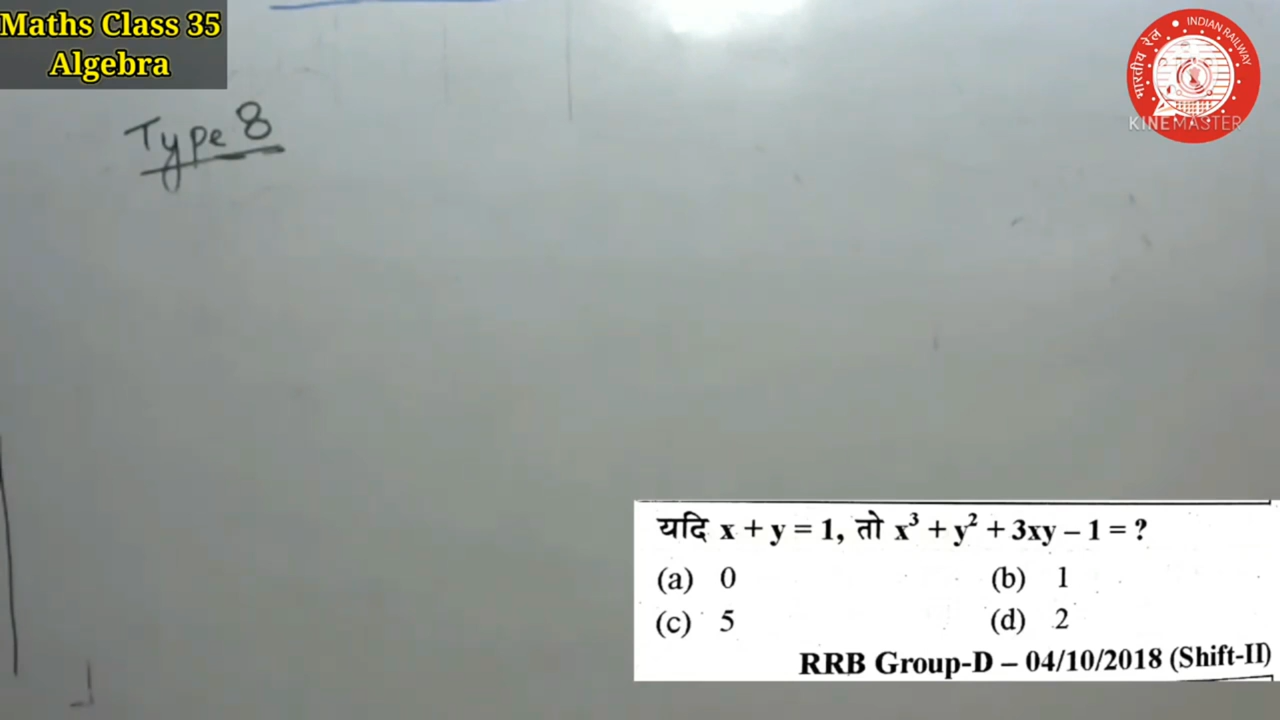 Maths Class 35
Algebra
भारतीय रेल
INDIAN RAILWAY
KINEMASTER
Type 8
यदि x + y = 1, तो x³ + y² + 3xy – 1 = ?
(a) 0 (b) 1
(c) 5 (d) 2
RRB Group-D – 04/10/2018 (Shift-II)